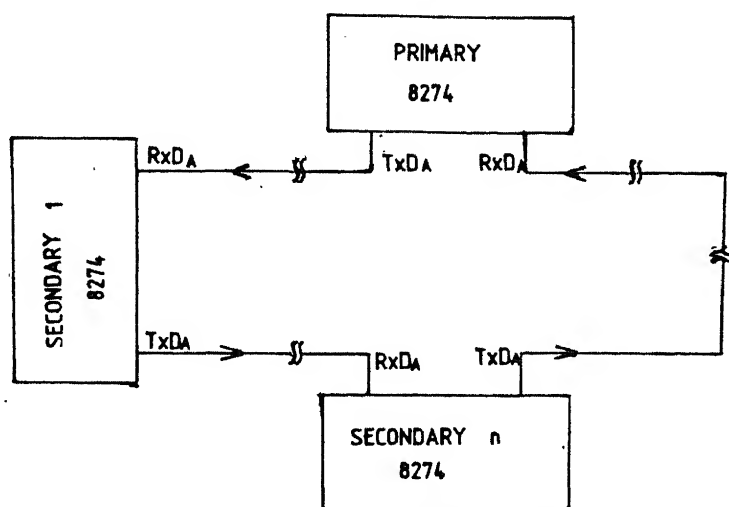 PRIMARY
8274
RxDA
TxDA
RxDA
SECONDARY 1
8274
TxDA
RxDA
TxDA
SECONDARY n
8274